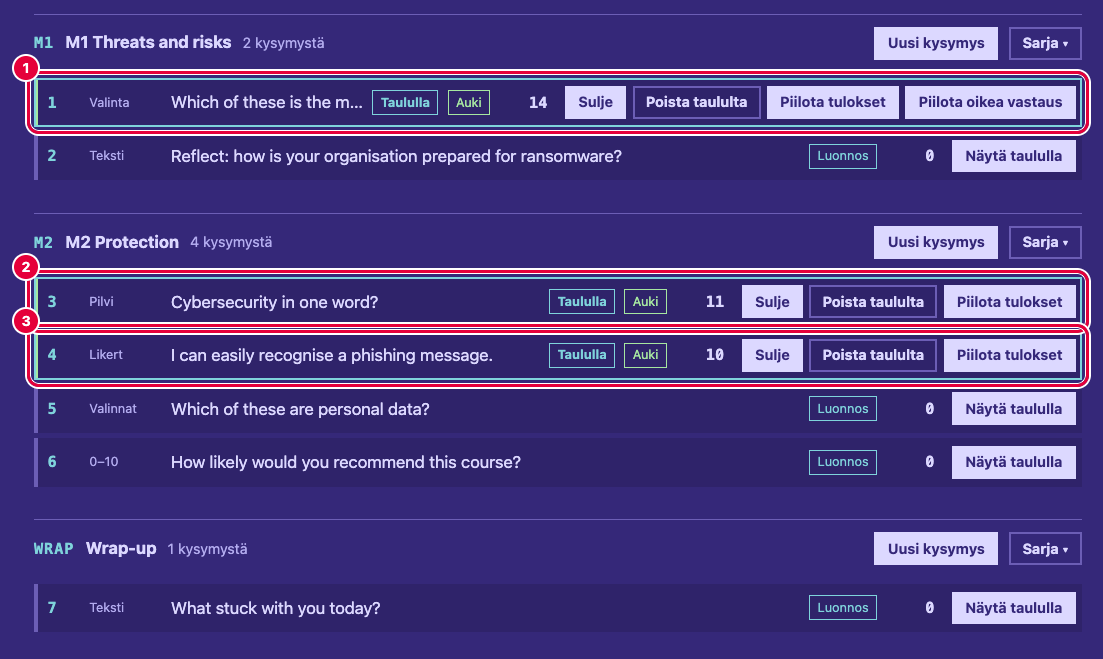 M1 M1 Threats and risks 2 kysymystä Uusi kysymys Sarja ▾
1
1 Valinta Which of these is the m... Taululla Auki 14 Sulje Poista taululta Piilota tulokset Piilota oikea vastaus
2 Teksti Reflect: how is your organisation prepared for ransomware? Luonnos 0 Näytä taululla
M2 M2 Protection 4 kysymystä Uusi kysymys Sarja ▾
2
3 Pilvi Cybersecurity in one word? Taululla Auki 11 Sulje Poista taululta Piilota tulokset
3
4 Likert I can easily recognise a phishing message. Taululla Auki 10 Sulje Poista taululta Piilota tulokset
5 Valinnat Which of these are personal data? Luonnos 0 Näytä taululla
6 0–10 How likely would you recommend this course? Luonnos 0 Näytä taululla
WRAP Wrap-up 1 kysymystä Uusi kysymys Sarja ▾
7 Teksti What stuck with you today? Luonnos 0 Näytä taululla